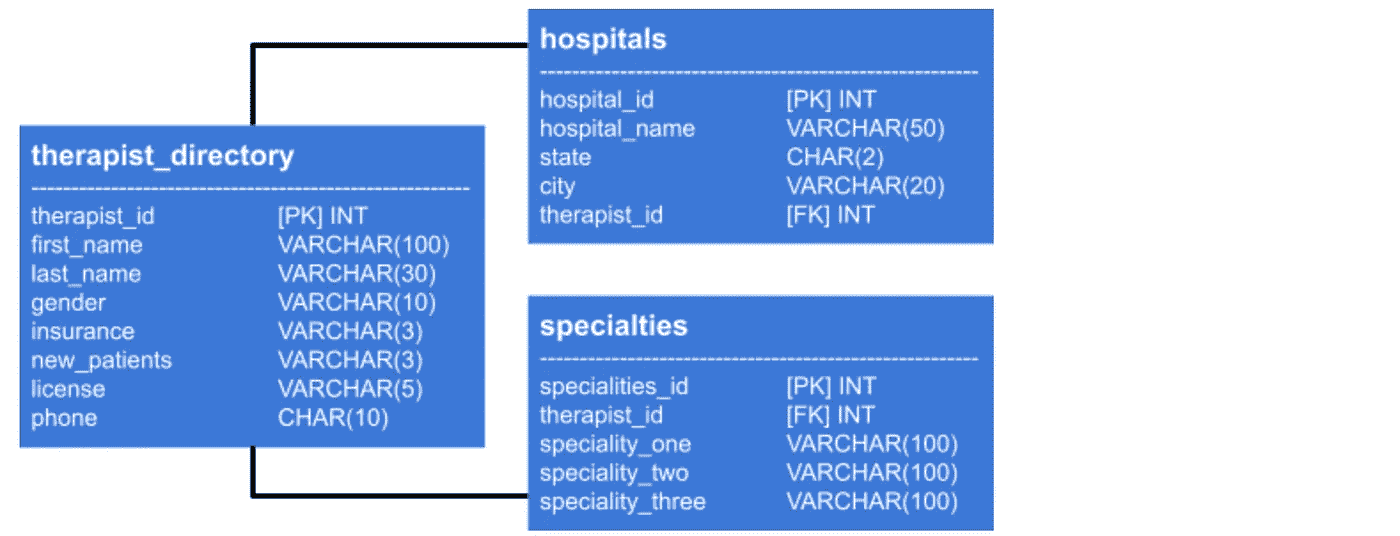 hospitals
------------------------------------------------------
hospital_id [PK] INT
hospital_name VARCHAR(50)
state CHAR(2)
city VARCHAR(20)
therapist_id [FK] INT
therapist_directory
------------------------------------------------------
therapist_id [PK] INT
first_name VARCHAR(100)
last_name VARCHAR(30)
gender VARCHAR(10)
insurance VARCHAR(3)
new_patients VARCHAR(3)
license VARCHAR(5)
phone CHAR(10)
specialties
------------------------------------------------------
specialities_id [PK] INT
therapist_id [FK] INT
speciality_one VARCHAR(100)
speciality_two VARCHAR(100)
speciality_three VARCHAR(100)